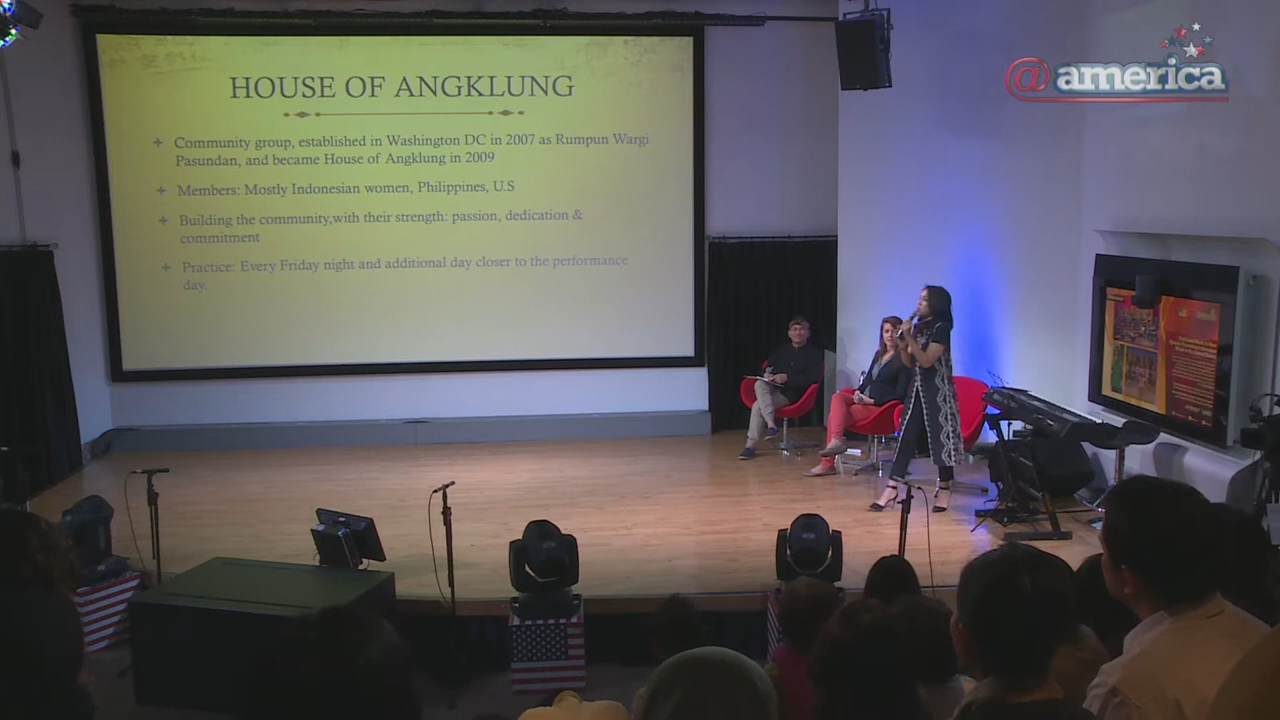 @america
HOUSE OF ANGKLUNG
Community group, established in Washington DC in 2007 as Rumpun Wargi
Pasundan, and became House of Angklung in 2009
Members: Mostly Indonesian women, Philippines, U.S
Building the community,with their strength: passion, dedication &
commitment
Practice: Every Friday night and additional day closer to the performance
day.